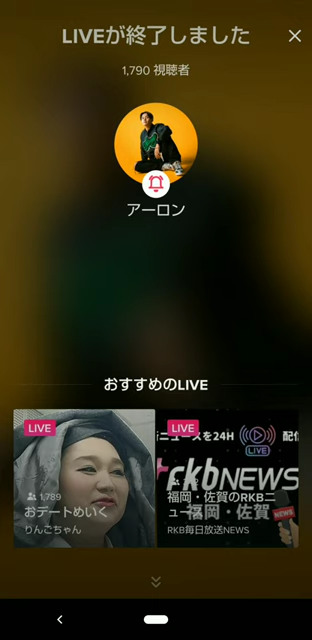 LIVEが終了しました
1,790 視聴者
アーロン
おすすめのLIVE
LIVE
1,789
おデートめいく
りんごちゃん
LIVE
ニュースを24H
配信
LIVE
rkbNEWS
福岡・佐賀のRKBニ
ュース
福岡・佐賀
NEWS
RKB毎日放送NEWS